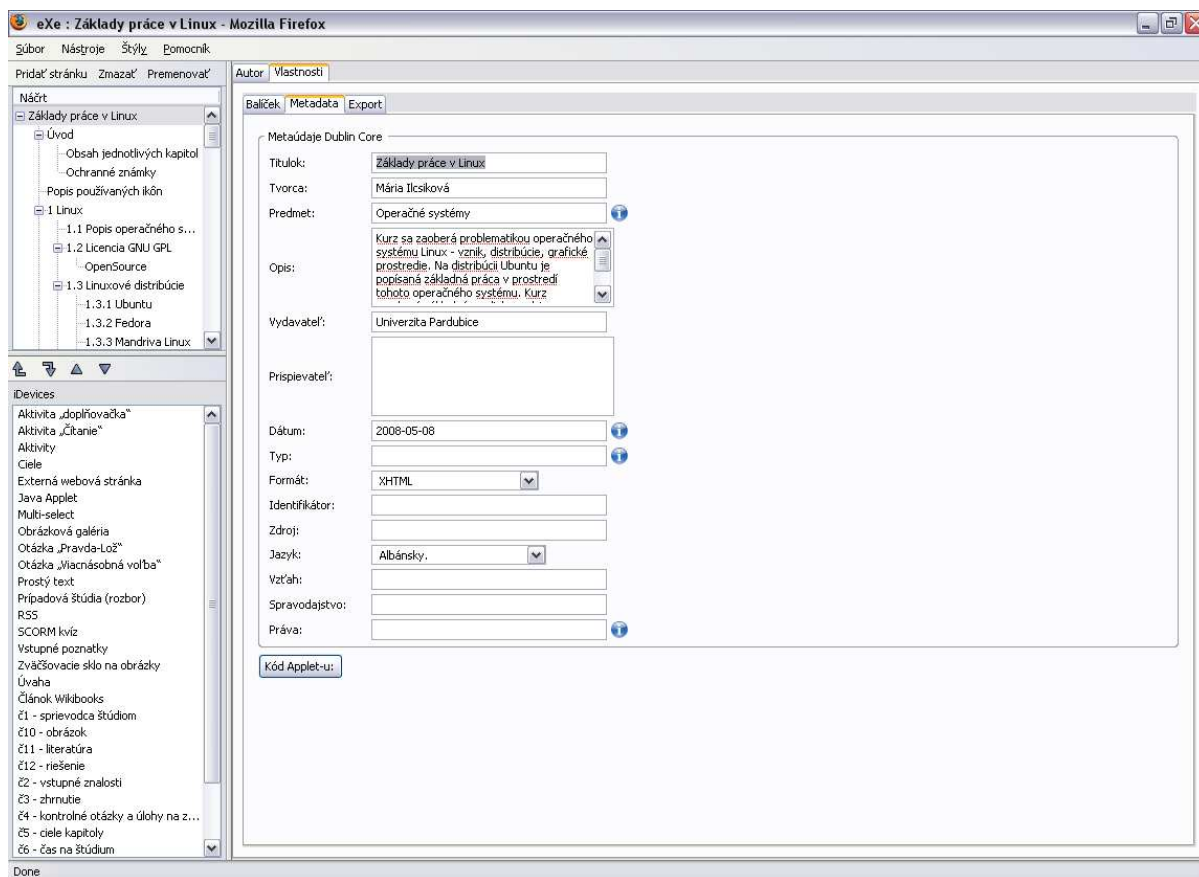 eXe : Základy práce v Linux - Mozilla Firefox
Súbor Nástroje Štýly Pomocník
Pridať stránku Zmazať Premenovať
Náčrt
Základy práce v Linux
Úvod
Obsah jednotlivých kapitol
Ochranné známky
Popis používaných ikôn
1 Linux
1.1 Popis operačného s...
1.2 Licencia GNU GPL
OpenSource
1.3 Linuxové distribúcie
1.3.1 Ubuntu
1.3.2 Fedora
1.3.3 Mandriva Linux
iDevices
Aktivita „doplňovačka“
Aktivita „Čítanie“
Aktivity
Ciele
Externá webová stránka
Java Applet
Multi-select
Obrázková galéria
Otázka „Pravda-Lož“
Otázka „Viacnásobná voľba“
Prostý text
Prípadová štúdia (rozbor)
RSS
SCORM kvíz
Vstupné poznatky
Zväčšovacie sklo na obrázky
Úvaha
Článok Wikibooks
č1 - sprievodca štúdiom
č10 - obrázok
č11 - literatúra
č12 - riešenie
č2 - vstupné znalosti
č3 - zhrnutie
č4 - kontrolné otázky a úlohy na z...
č5 - ciele kapitoly
č6 - čas na štúdium
Autor Vlastnosti
Balíček Metadata Export
Metaúdaje Dublin Core
Titulok: Základy práce v Linux
Tvorca: Mária Ilcsiková
Predmet: Operačné systémy
Opis:
Kurz sa zaoberá problematikou operačného
systému Linux - vznik, distribúcie, grafické
prostredie. Na distribúcii Ubuntu je
popísaná základná práca v prostredí
tohoto operačného systému. Kurz
Vydavateľ: Univerzita Pardubice
Prispievateľ:
Dátum: 2008-05-08
Typ:
Formát: XHTML
Identifikátor:
Zdroj:
Jazyk: Albánsky.
Vzťah:
Spravodajstvo:
Práva:
Kód Applet-u:
Done